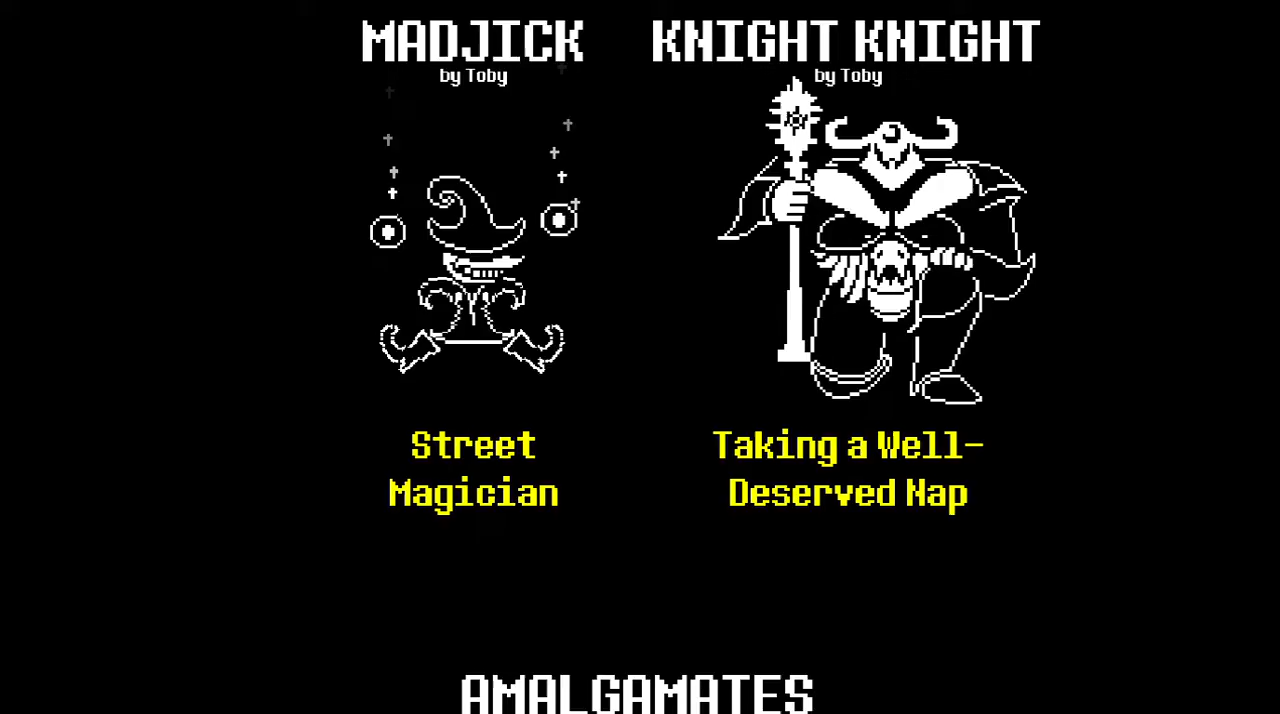 MADJICK
by Toby
KNIGHT KNIGHT
by Toby
Street
Magician
Taking a Well-
Deserved Nap
AMALGAMATES